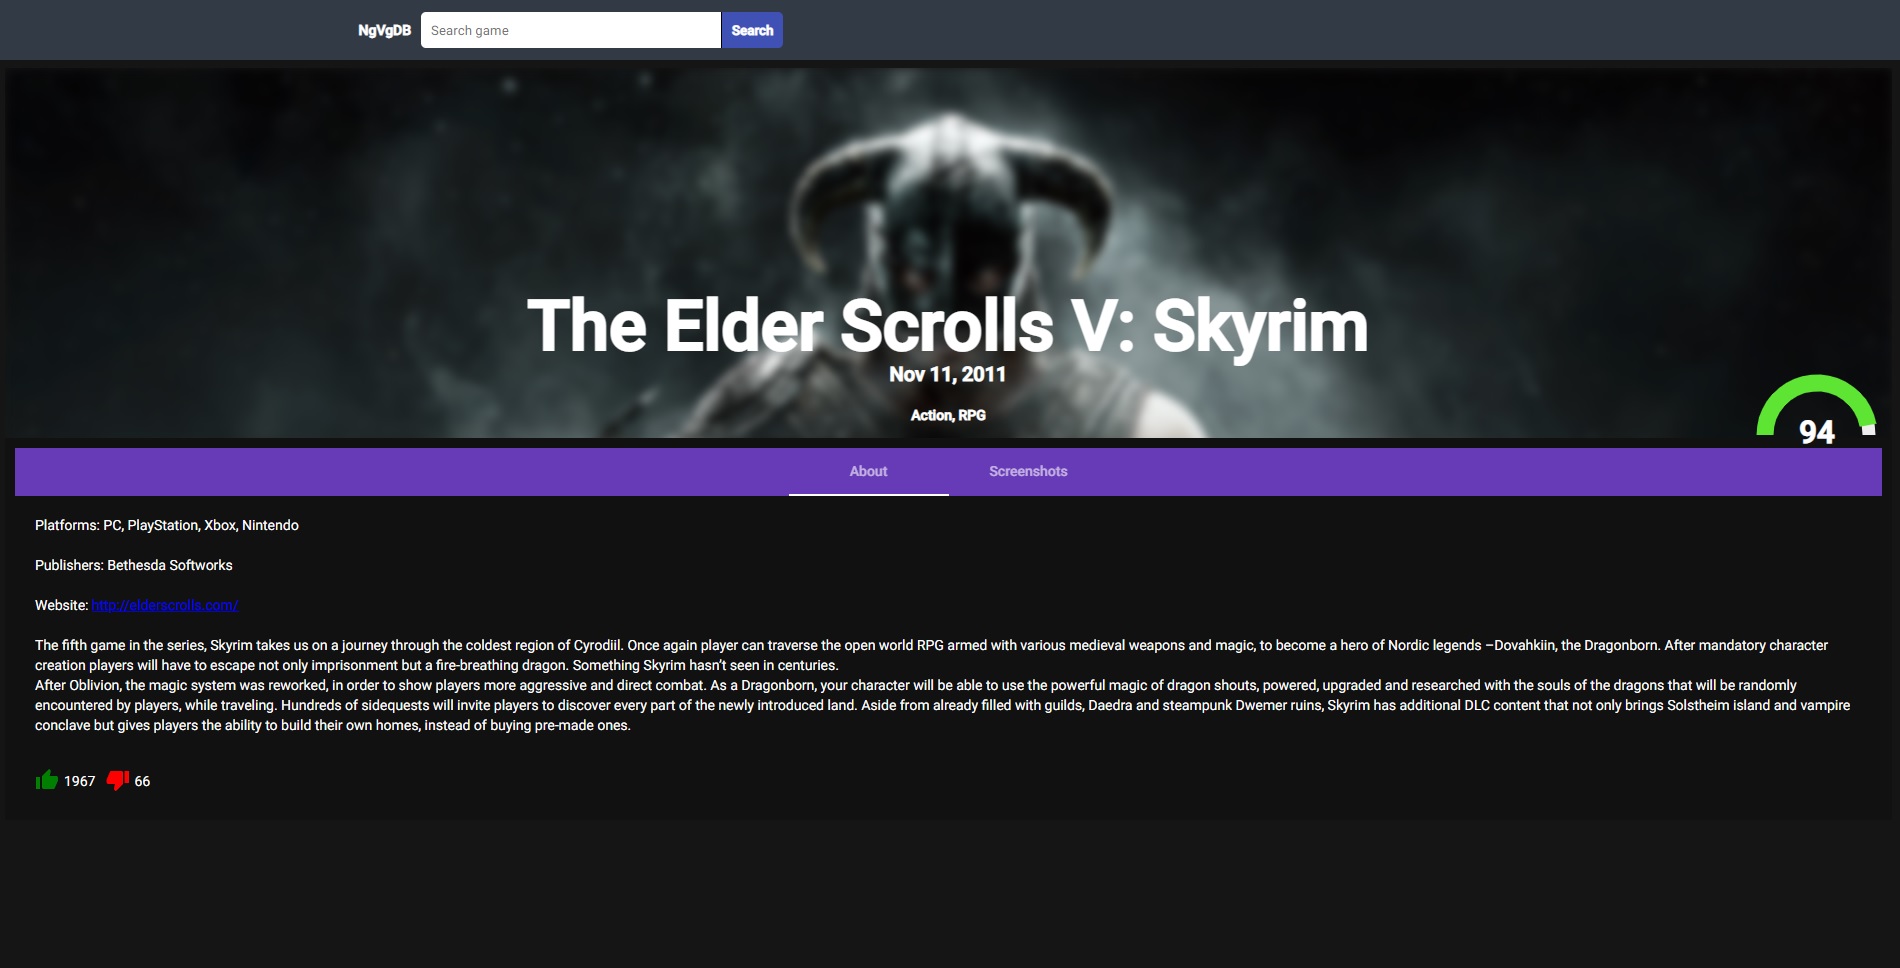 NgVgDB
Search game
Search
The Elder Scrolls V: Skyrim
Nov 11, 2011
Action, RPG
94
About
Screenshots
Platforms: PC, PlayStation, Xbox, Nintendo
Publishers: Bethesda Softworks
Website: http://elderscrolls.com/
The fifth game in the series, Skyrim takes us on a journey through the coldest region of Cyrodiil. Once again player can traverse the open world RPG armed with various medieval weapons and magic, to become a hero of Nordic legends –Dovahkiin, the Dragonborn. After mandatory character
creation players will have to escape not only imprisonment but a fire-breathing dragon. Something Skyrim hasn’t seen in centuries.
After Oblivion, the magic system was reworked, in order to show players more aggressive and direct combat. As a Dragonborn, your character will be able to use the powerful magic of dragon shouts, powered, upgraded and researched with the souls of the dragons that will be randomly
encountered by players, while traveling. Hundreds of sidequests will invite players to discover every part of the newly introduced land. Aside from already filled with guilds, Daedra and steampunk Dwemer ruins, Skyrim has additional DLC content that not only brings Solstheim island and vampire
conclave but gives players the ability to build their own homes, instead of buying pre-made ones.
1967
66